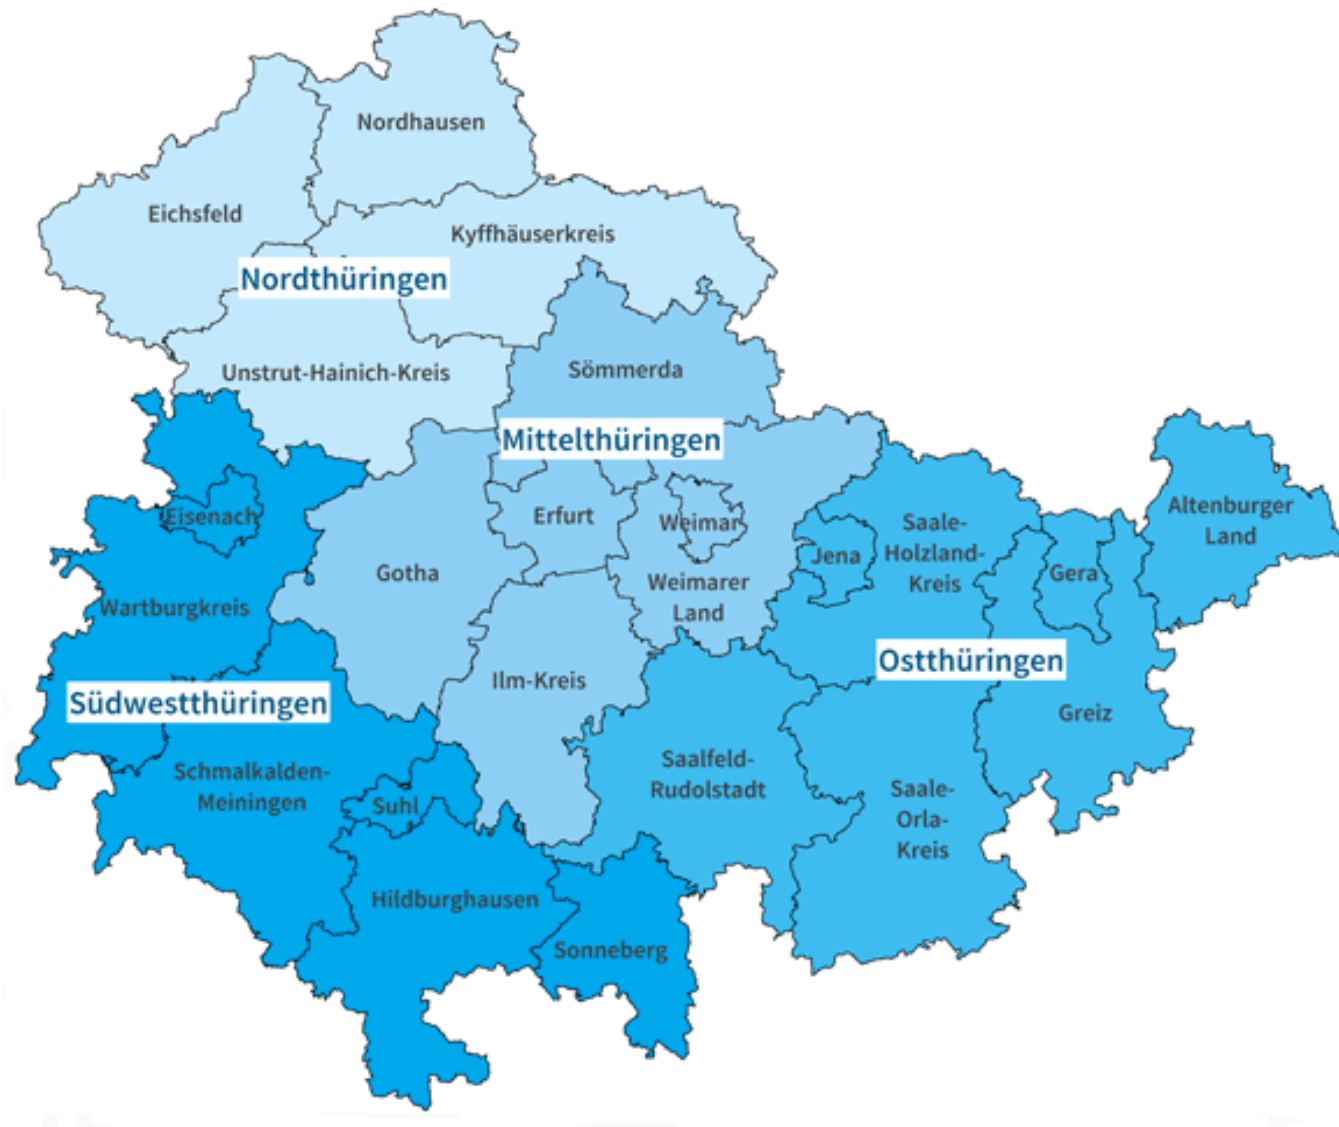 Nordhausen
Eichsfeld
Kyffhäuserkreis
Nordthüringen
Unstrut-Hainich-Kreis
Sömmerda
Mittelthüringen
Eisenach
Erfurt
Weimar
Saale-
Holzland-
Kreis
Altenburger
Land
Jena
Gera
Gotha
Weimarer
Land
Wartburgkreis
Ostthüringen
Ilm-Kreis
Südwestthüringen
Greiz
Schmalkalden-
Meiningen
Suhl
Saalfeld-
Rudolstadt
Saale-
Orla-
Kreis
Hildburghausen
Sonneberg